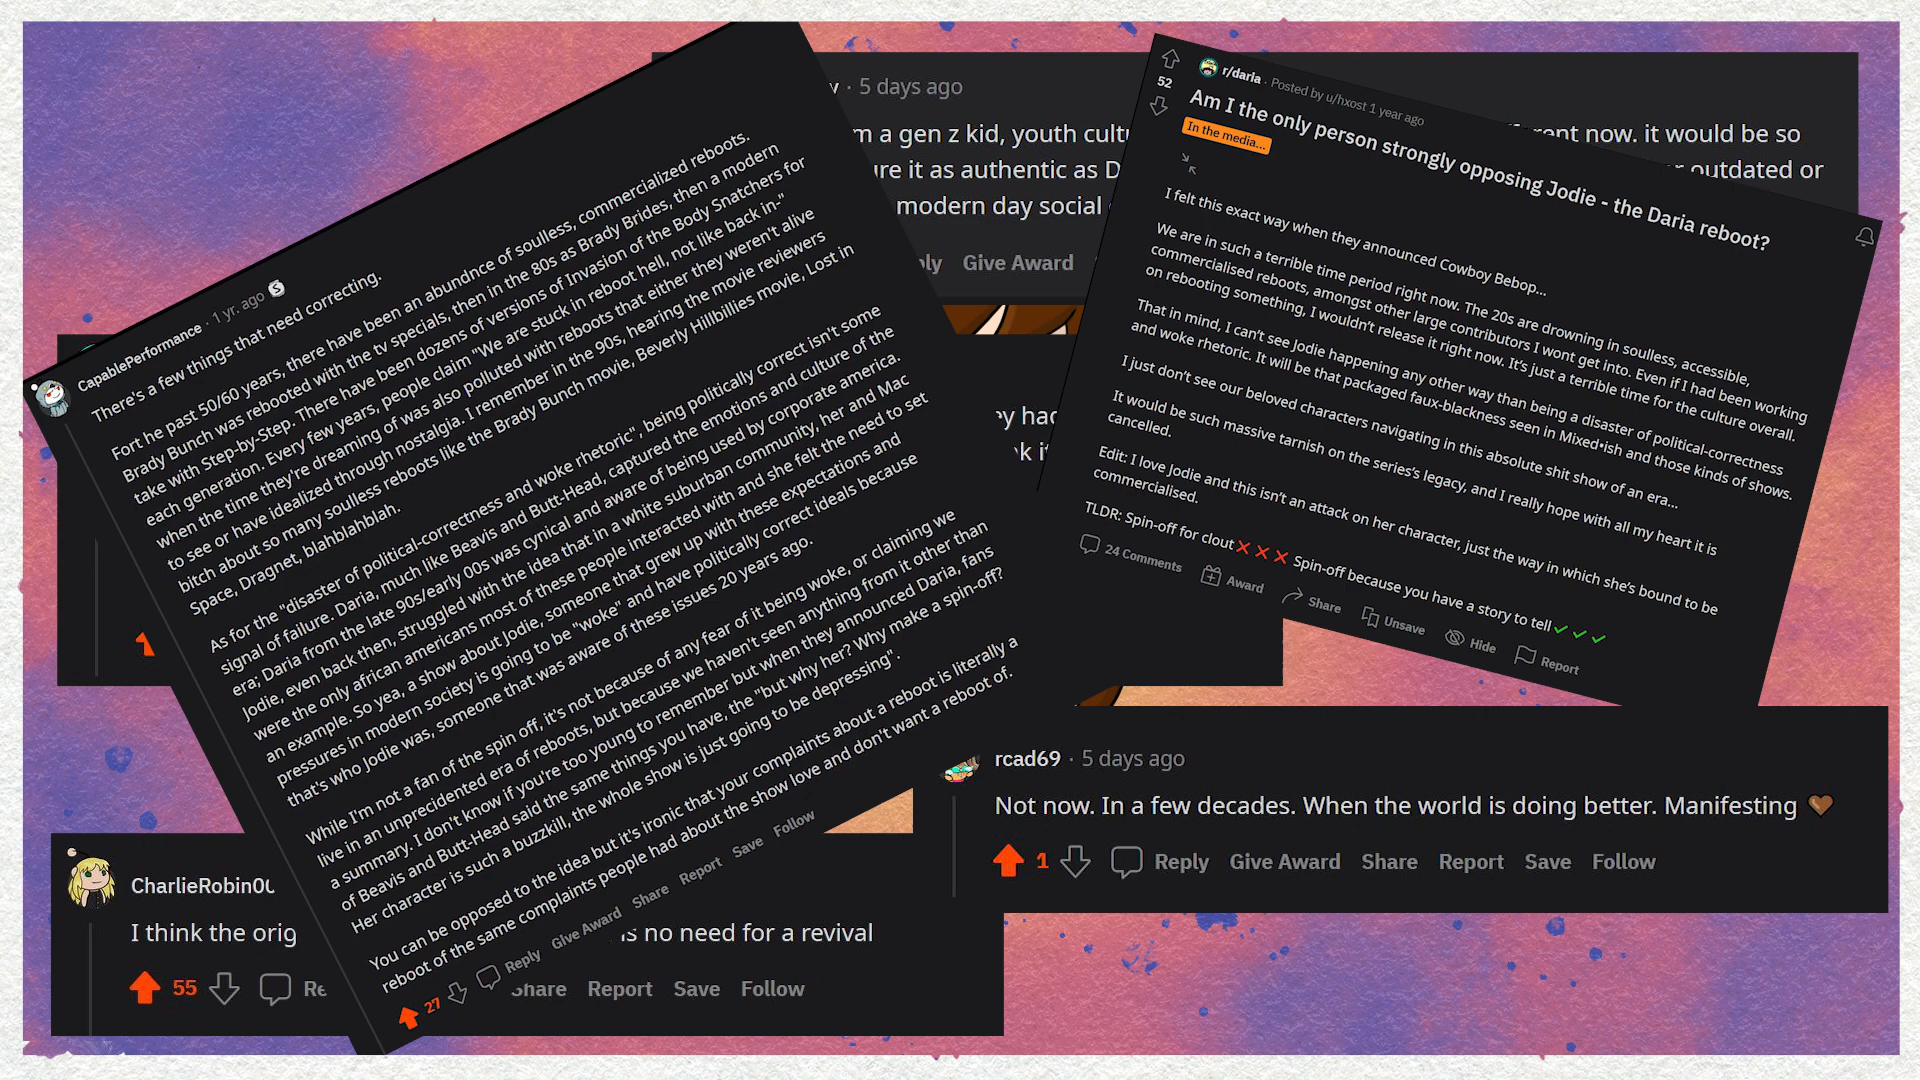 CapablePerformance · 1 yr. ago
There's a few things that need correcting.
Fort he past 50/60 years, there have been an abundnce of soulless, commercialized reboots.
Brady Bunch was rebooted with the tv specials, then in the 80s as Brady Brides, then a modern
take with Step-by-Step. There have been dozens of versions of Invasion of the Body Snatchers for
each generation. Every few years, people claim "We are stuck in reboot hell, not like back in-"
when the time they're dreaming of was also polluted with reboots that either they weren't alive
to see or have idealized through nostalgia. I remember in the 90s, hearing the movie reviewers
bitch about so many soulless reboots like the Brady Bunch movie, Beverly Hillbillies movie, Lost in
Space, Dragnet, blahblahblah.
As for the "disaster of political-correctness and woke rhetoric", being politically correct isn't some
signal of failure. Daria, much like Beavis and Butt-Head, captured the emotions and culture of the
era; Daria from the late 90s/early 00s was cynical and aware of being used by corporate america.
Jodie, even back then, struggled with the idea that in a white suburban community, her and Mac
were the only african americans most of these people interacted with and she felt the need to set
an example. So yea, a show about Jodie, someone that grew up with these expectations and
pressures in modern society is going to be "woke" and have politically correct ideals because
that's who Jodie was, someone that was aware of these issues 20 years ago.
While I'm not a fan of the spin off, it's not because of any fear of it being woke, or claiming we
live in an unprecidented era of reboots, but because we haven't seen anything from it other than
a summary. I don't know if you're too young to remember but when they announced Daria, fans
of Beavis and Butt-Head said the same things you have, the "but why her? Why make a spin-off?
Her character is such a buzzkill, the whole show is just going to be depressing".
You can be opposed to the idea but it's ironic that your complaints about a reboot is literally a
reboot of the same complaints people had about the show love and don't want a reboot of.
27 Reply Give Award Share Report Save Follow
· 5 days ago
m a gen z kid, youth cultu
rent now. it would be so
ure it as authentic as D
outdated or
modern day social
ply Give Award
y had
k it
52
r/daria · Posted by u/hxost 1 year ago
Am I the only person strongly opposing Jodie - the Daria reboot?
In the media...
I felt this exact way when they announced Cowboy Bebop...
We are in such a terrible time period right now. The 20s are drowning in soulless, accessible,
commercialised reboots, amongst other large contributors I wont get into. Even if I had been working
on rebooting something, I wouldn't release it right now. It's just a terrible time for the culture overall.
That in mind, I can't see Jodie happening any other way than being a disaster of political-correctness
and woke rhetoric. It will be that packaged faux-blackness seen in Mixed•ish and those kinds of shows.
I just don't see our beloved characters navigating in this absolute shit show of an era...
It would be such massive tarnish on the series's legacy, and I really hope with all my heart it is
cancelled.
Edit: I love Jodie and this isn't an attack on her character, just the way in which she's bound to be
commercialised.
TLDR: Spin-off for clout ❌❌❌ Spin-off because you have a story to tell ✅✅✅
24 Comments Award Share Unsave Hide Report
rcad69 · 5 days ago
Not now. In a few decades. When the world is doing better. Manifesting 🤎
1 Reply Give Award Share Report Save Follow
CharlieRobin0
I think the orig
is no need for a revival
55 Re
Share Report Save Follow